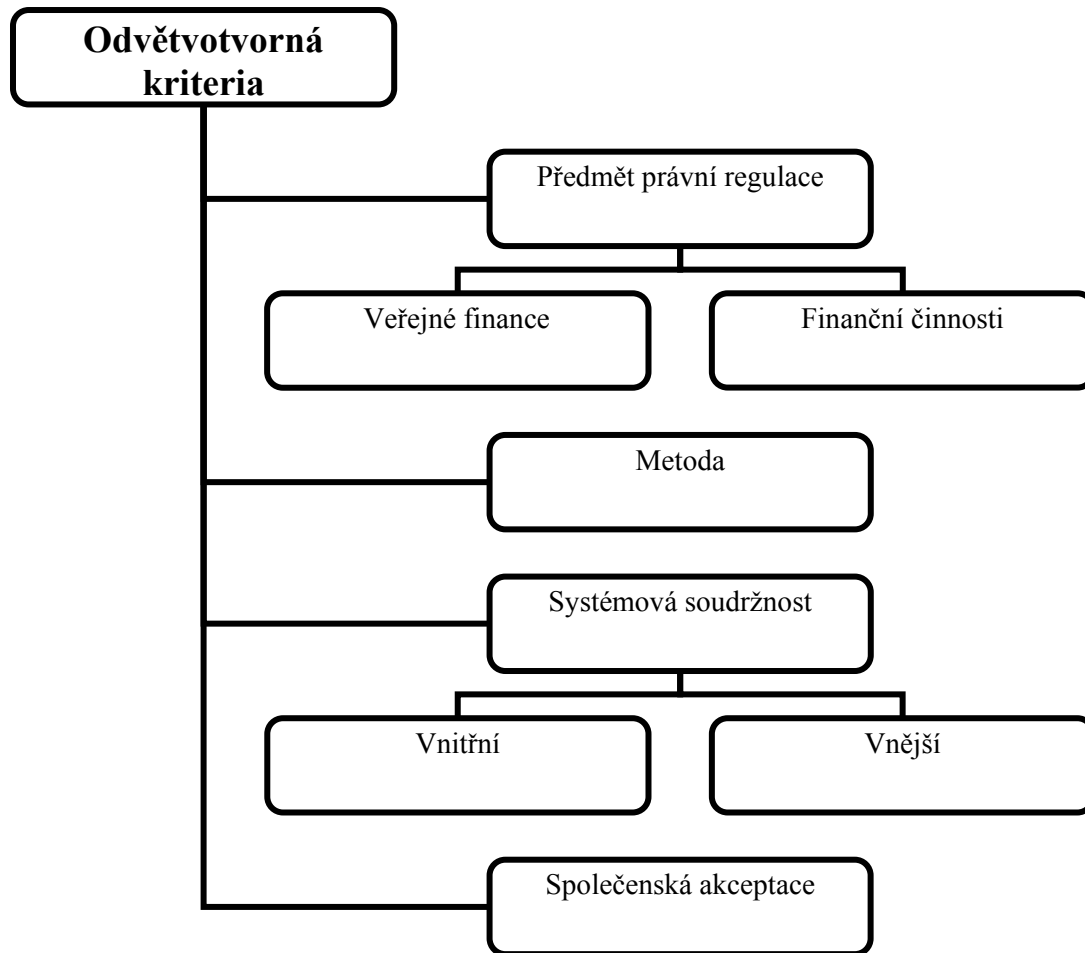 Odvětvotvorná
kriteria
Předmět právní regulace
Veřejné finance
Finanční činnosti
Metoda
Systémová soudržnost
Vnitřní
Vnější
Společenská akceptace